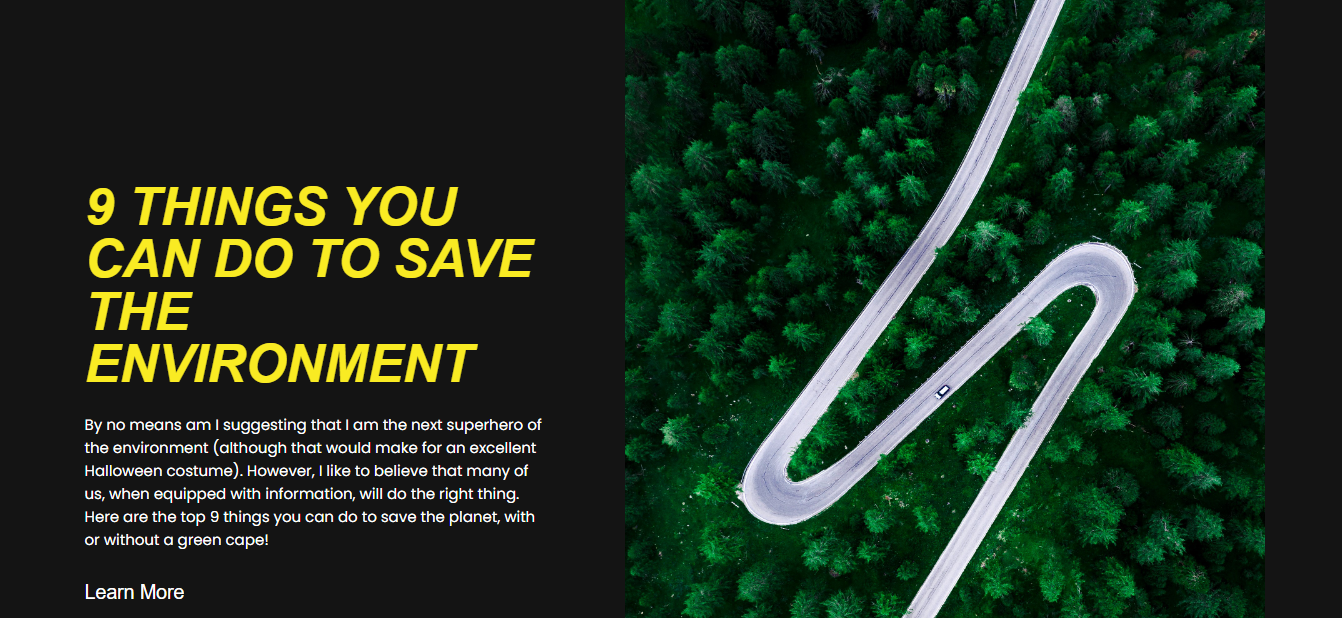 9 THINGS YOU
CAN DO TO SAVE
THE
ENVIRONMENT
By no means am I suggesting that I am the next superhero of
the environment (although that would make for an excellent
Halloween costume). However, I like to believe that many of
us, when equipped with information, will do the right thing.
Here are the top 9 things you can do to save the planet, with
or without a green cape!
Learn More